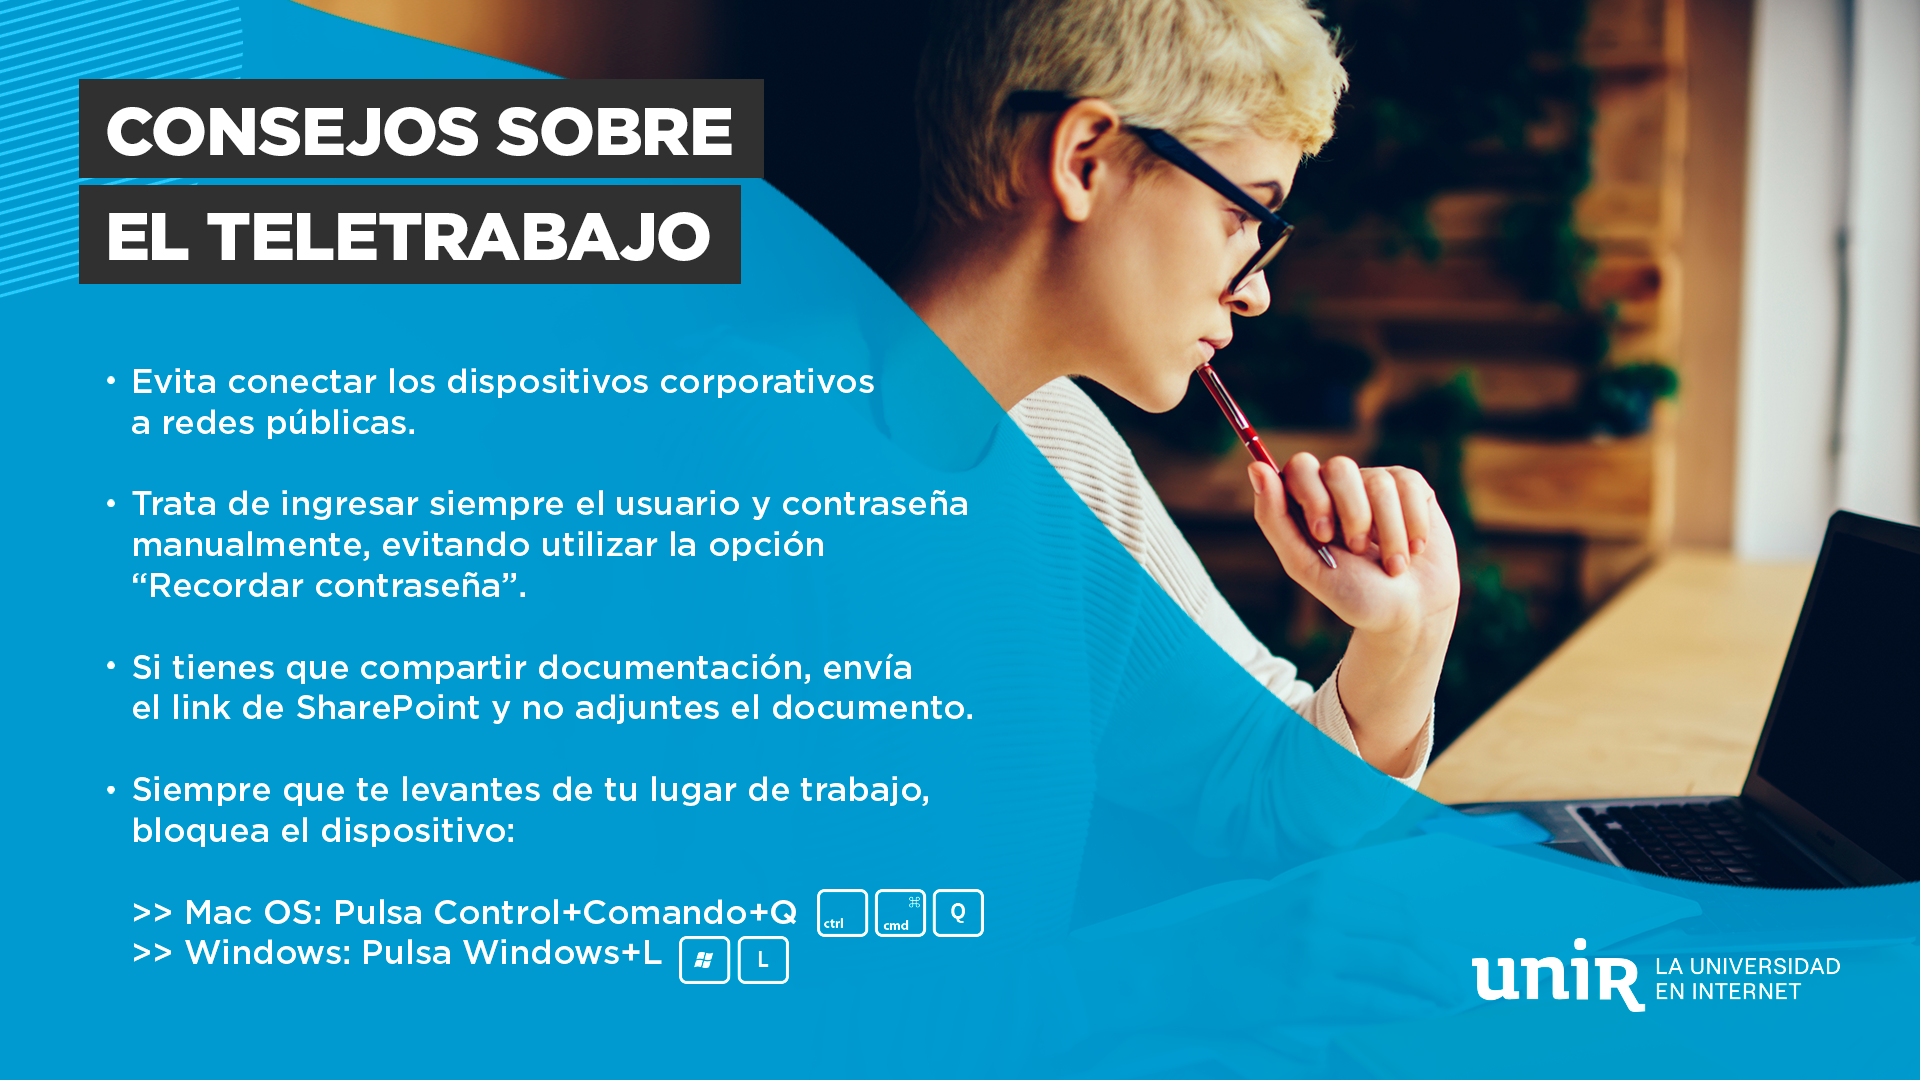 CONSEJOS SOBRE
EL TELETRABAJO
• Evita conectar los dispositivos corporativos
a redes públicas.
• Trata de ingresar siempre el usuario y contraseña
manualmente, evitando utilizar la opción
“Recordar contraseña”.
• Si tienes que compartir documentación, envía
el link de SharePoint y no adjuntes el documento.
• Siempre que te levantes de tu lugar de trabajo,
bloquea el dispositivo:
>> Mac OS: Pulsa Control+Comando+Q ctrl ⌘ cmd Q
>> Windows: Pulsa Windows+L L
unir LA UNIVERSIDAD
EN INTERNET